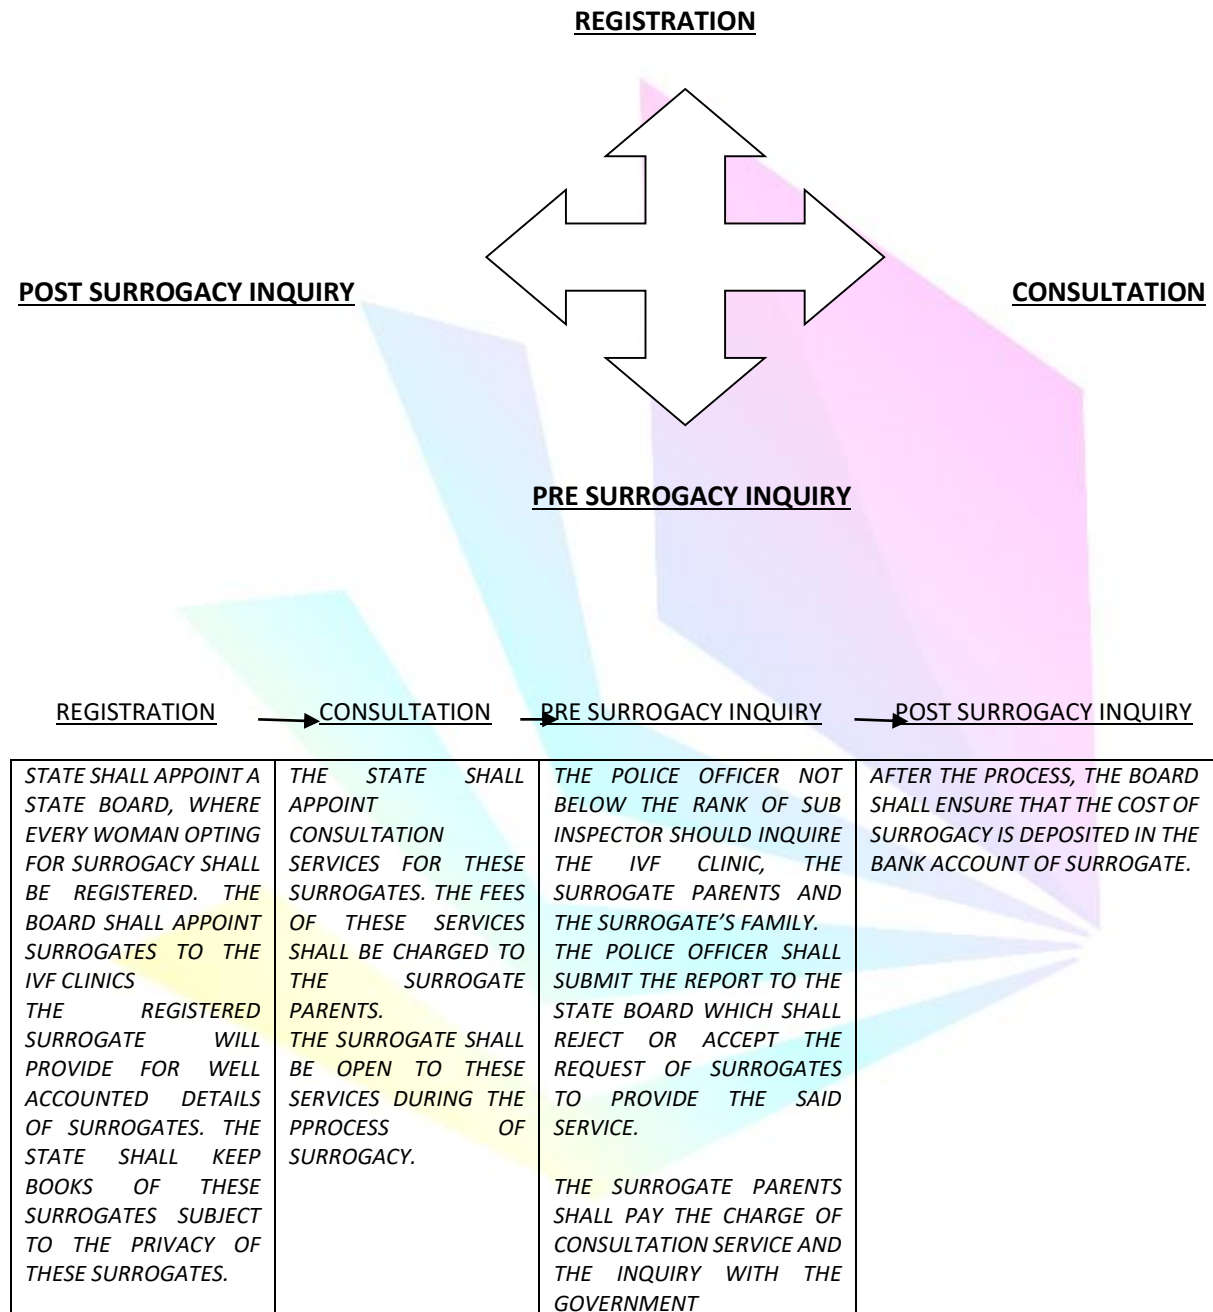 REGISTRATION
POST SURROGACY INQUIRY
CONSULTATION
PRE SURROGACY INQUIRY
REGISTRATION
CONSULTATION
PRE SURROGACY INQUIRY
POST SURROGACY INQUIRY
STATE SHALL APPOINT A
STATE BOARD, WHERE
EVERY WOMAN OPTING
FOR SURROGACY SHALL
BE REGISTERED. THE
BOARD SHALL APPOINT
SURROGATES TO THE
IVF CLINICS
THE REGISTERED
SURROGATE WILL
PROVIDE FOR WELL
ACCOUNTED DETAILS
OF SURROGATES. THE
STATE SHALL KEEP
BOOKS OF THESE
SURROGATES SUBJECT
TO THE PRIVACY OF
THESE SURROGATES.
THE STATE SHALL
APPOINT
CONSULTATION
SERVICES FOR THESE
SURROGATES. THE FEES
OF THESE SERVICES
SHALL BE CHARGED TO
THE SURROGATE
PARENTS.
THE SURROGATE SHALL
BE OPEN TO THESE
SERVICES DURING THE
PPROCESS OF
SURROGACY.
THE POLICE OFFICER NOT
BELOW THE RANK OF SUB
INSPECTOR SHOULD INQUIRE
THE IVF CLINIC, THE
SURROGATE PARENTS AND
THE SURROGATE'S FAMILY.
THE POLICE OFFICER SHALL
SUBMIT THE REPORT TO THE
STATE BOARD WHICH SHALL
REJECT OR ACCEPT THE
REQUEST OF SURROGATES
TO PROVIDE THE SAID
SERVICE.
THE SURROGATE PARENTS
SHALL PAY THE CHARGE OF
CONSULTATION SERVICE AND
THE INQUIRY WITH THE
GOVERNMENT
AFTER THE PROCESS, THE BOARD
SHALL ENSURE THAT THE COST OF
SURROGACY IS DEPOSITED IN THE
BANK ACCOUNT OF SURROGATE.